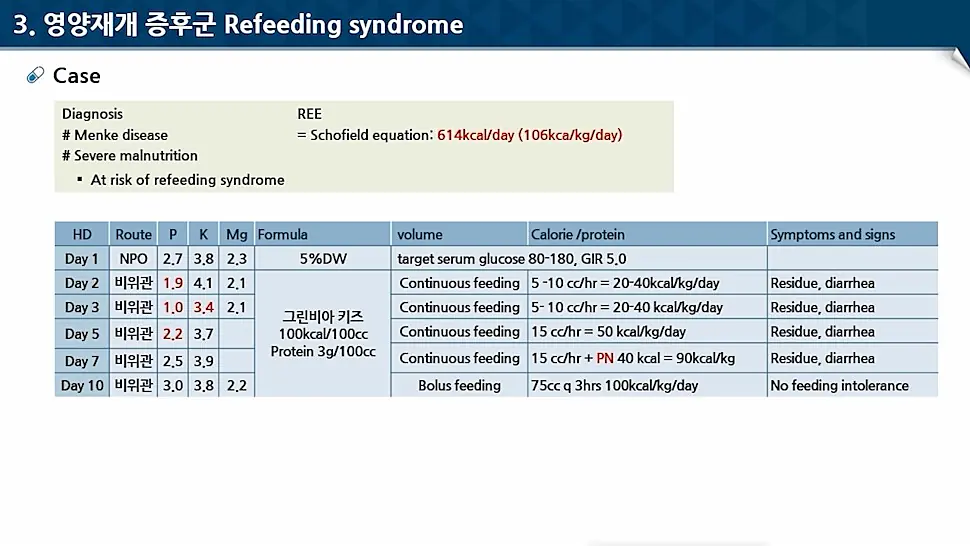 3. 영양재개 증후군 Refeeding syndrome
Case
Diagnosis
# Menke disease
# Severe malnutrition
▪ At risk of refeeding syndrome
REE
= Schofield equation: 614kcal/day (106kca/kg/day)
HD Route P K Mg Formula volume Calorie /protein Symptoms and signs
Day 1 NPO 2.7 3.8 2.3 5%DW target serum glucose 80-180, GIR 5.0
Day 2 비위관 1.9 4.1 2.1 Continuous feeding 5 -10 cc/hr = 20-40kcal/kg/day Residue, diarrhea
Day 3 비위관 1.0 3.4 2.1 Continuous feeding 5- 10 cc/hr = 20-40 kcal/kg/day Residue, diarrhea
그린비아 키즈
100kcal/100cc
Protein 3g/100cc
Day 5 비위관 2.2 3.7 Continuous feeding 15 cc/hr = 50 kcal/kg/day Residue, diarrhea
Day 7 비위관 2.5 3.9 Continuous feeding 15 cc/hr + PN 40 kcal = 90kcal/kg Residue, diarrhea
Day 10 비위관 3.0 3.8 2.2 Bolus feeding 75cc q 3hrs 100kcal/kg/day No feeding intolerance